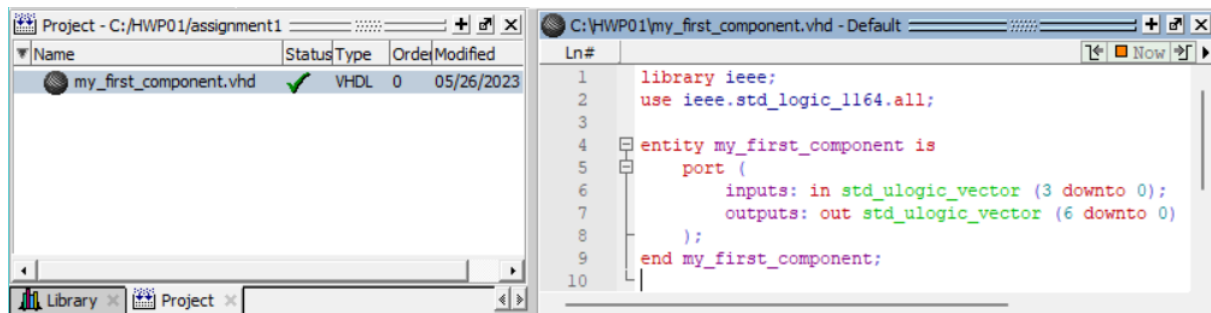 Project - C:/HWP01/assignment1
Name Status Type Order Modified
my_first_component.vhd VHDL 0 05/26/2023
Library Project
C:\HWP01\my_first_component.vhd - Default
Ln# Now
1 library ieee;
2 use ieee.std_logic_1164.all;
3
4 entity my_first_component is
5 port (
6 inputs: in std_ulogic_vector (3 downto 0);
7 outputs: out std_ulogic_vector (6 downto 0)
8 );
9 end my_first_component;
10